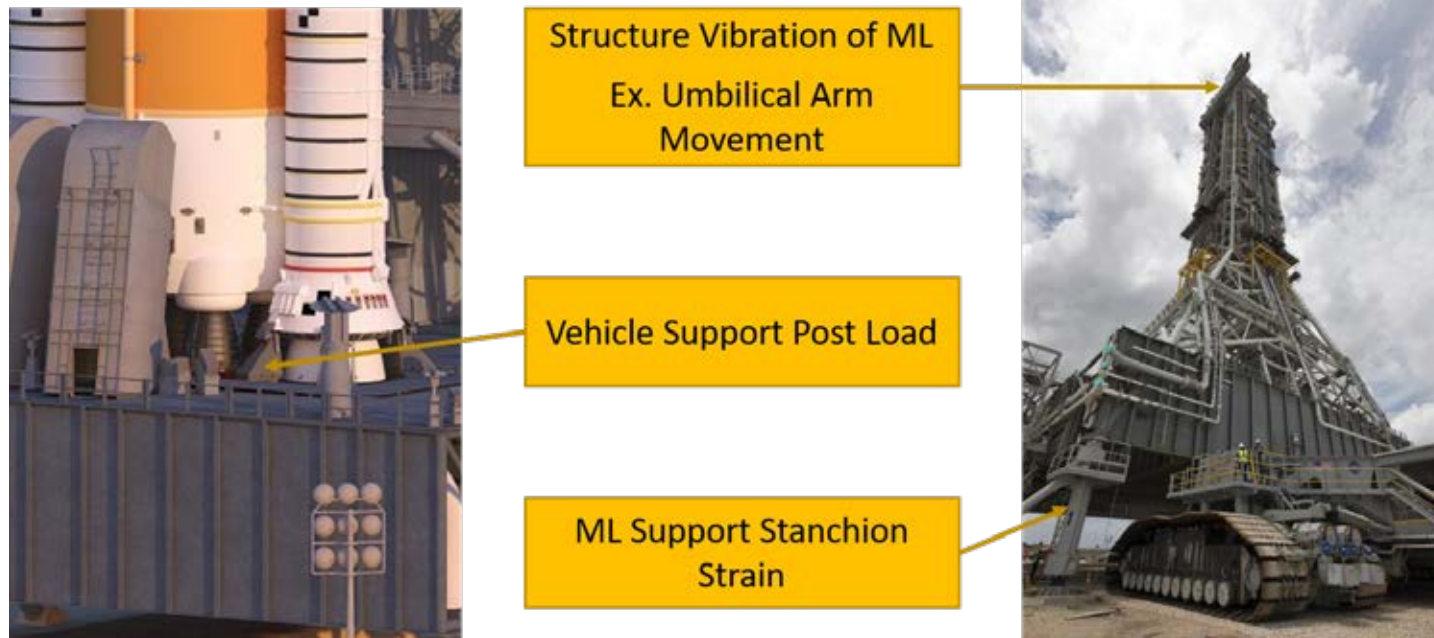 Structure Vibration of ML
Ex. Umbilical Arm
Movement
Vehicle Support Post Load
ML Support Stanchion
Strain